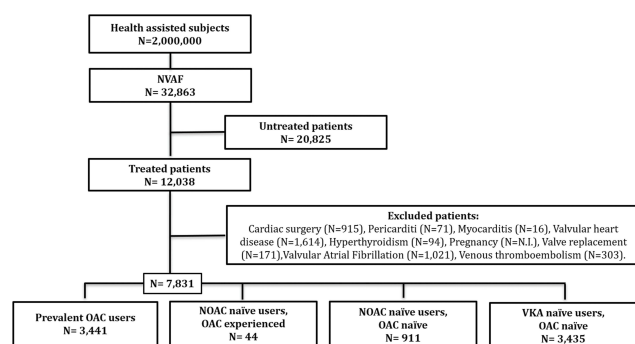 Health assisted subjects
N=2,000,000
NVAF
N= 32,863
Untreated patients
N= 20,825
Treated patients
N= 12,038
Excluded patients:
Cardiac surgery (N=915), Pericarditi (N=71), Myocarditis (N=16), Valvular heart
disease (N=1,614), Hyperthyroidism (N=94), Pregnancy (N=N.I.), Valve replacement
(N=171),Valvular Atrial Fibrillation (N=1,021), Venous thromboembolism (N=303).
N= 7,831
Prevalent OAC users
N= 3,441
NOAC naïve users,
OAC experienced
N= 44
NOAC naïve users,
OAC naïve
N= 911
VKA naïve users,
OAC naïve
N= 3,435